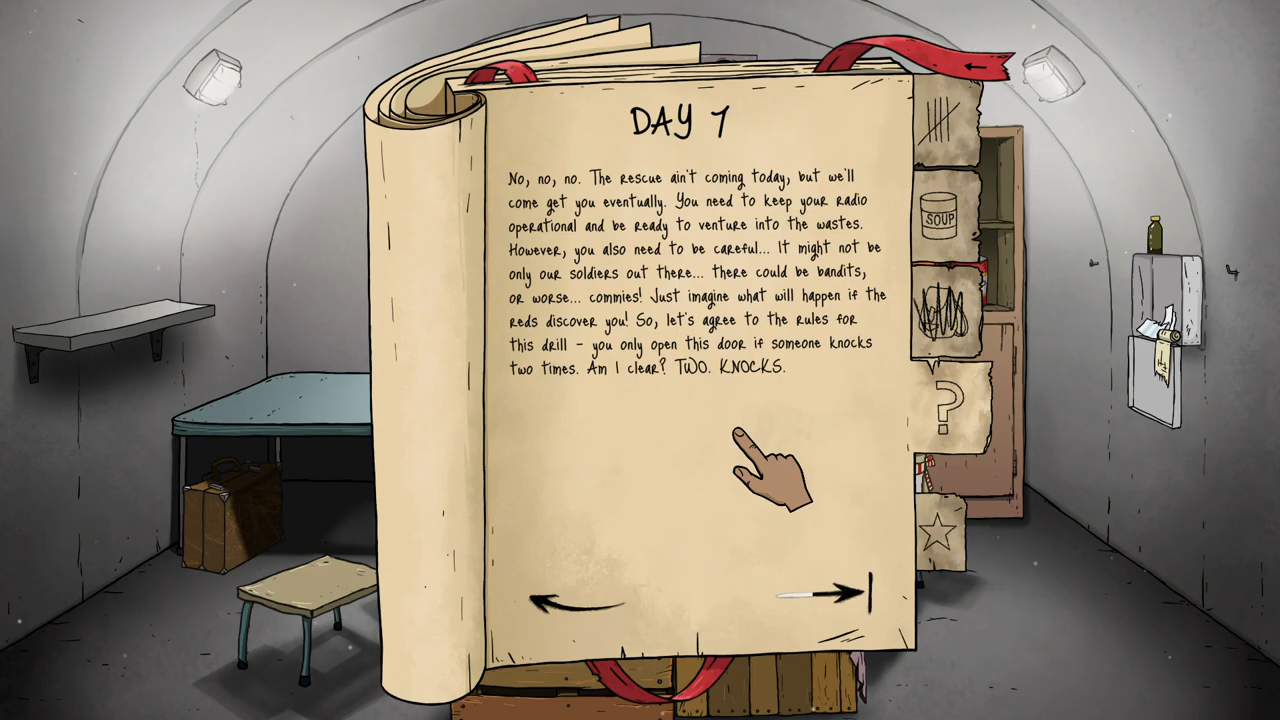 DAY 7
No, no, no. The rescue ain't coming today, but we'll
come get you eventually. You need to keep your radio
operational and be ready to venture into the wastes.
However, you also need to be careful... It might not be
only our soldiers out there... there could be bandits,
or worse... commies! Just imagine what will happen if the
reds discover you! So, let's agree to the rules for
this drill - you only open this door if someone knocks
two times. Am I clear? TWO. KNOCKS.
SOUP
?